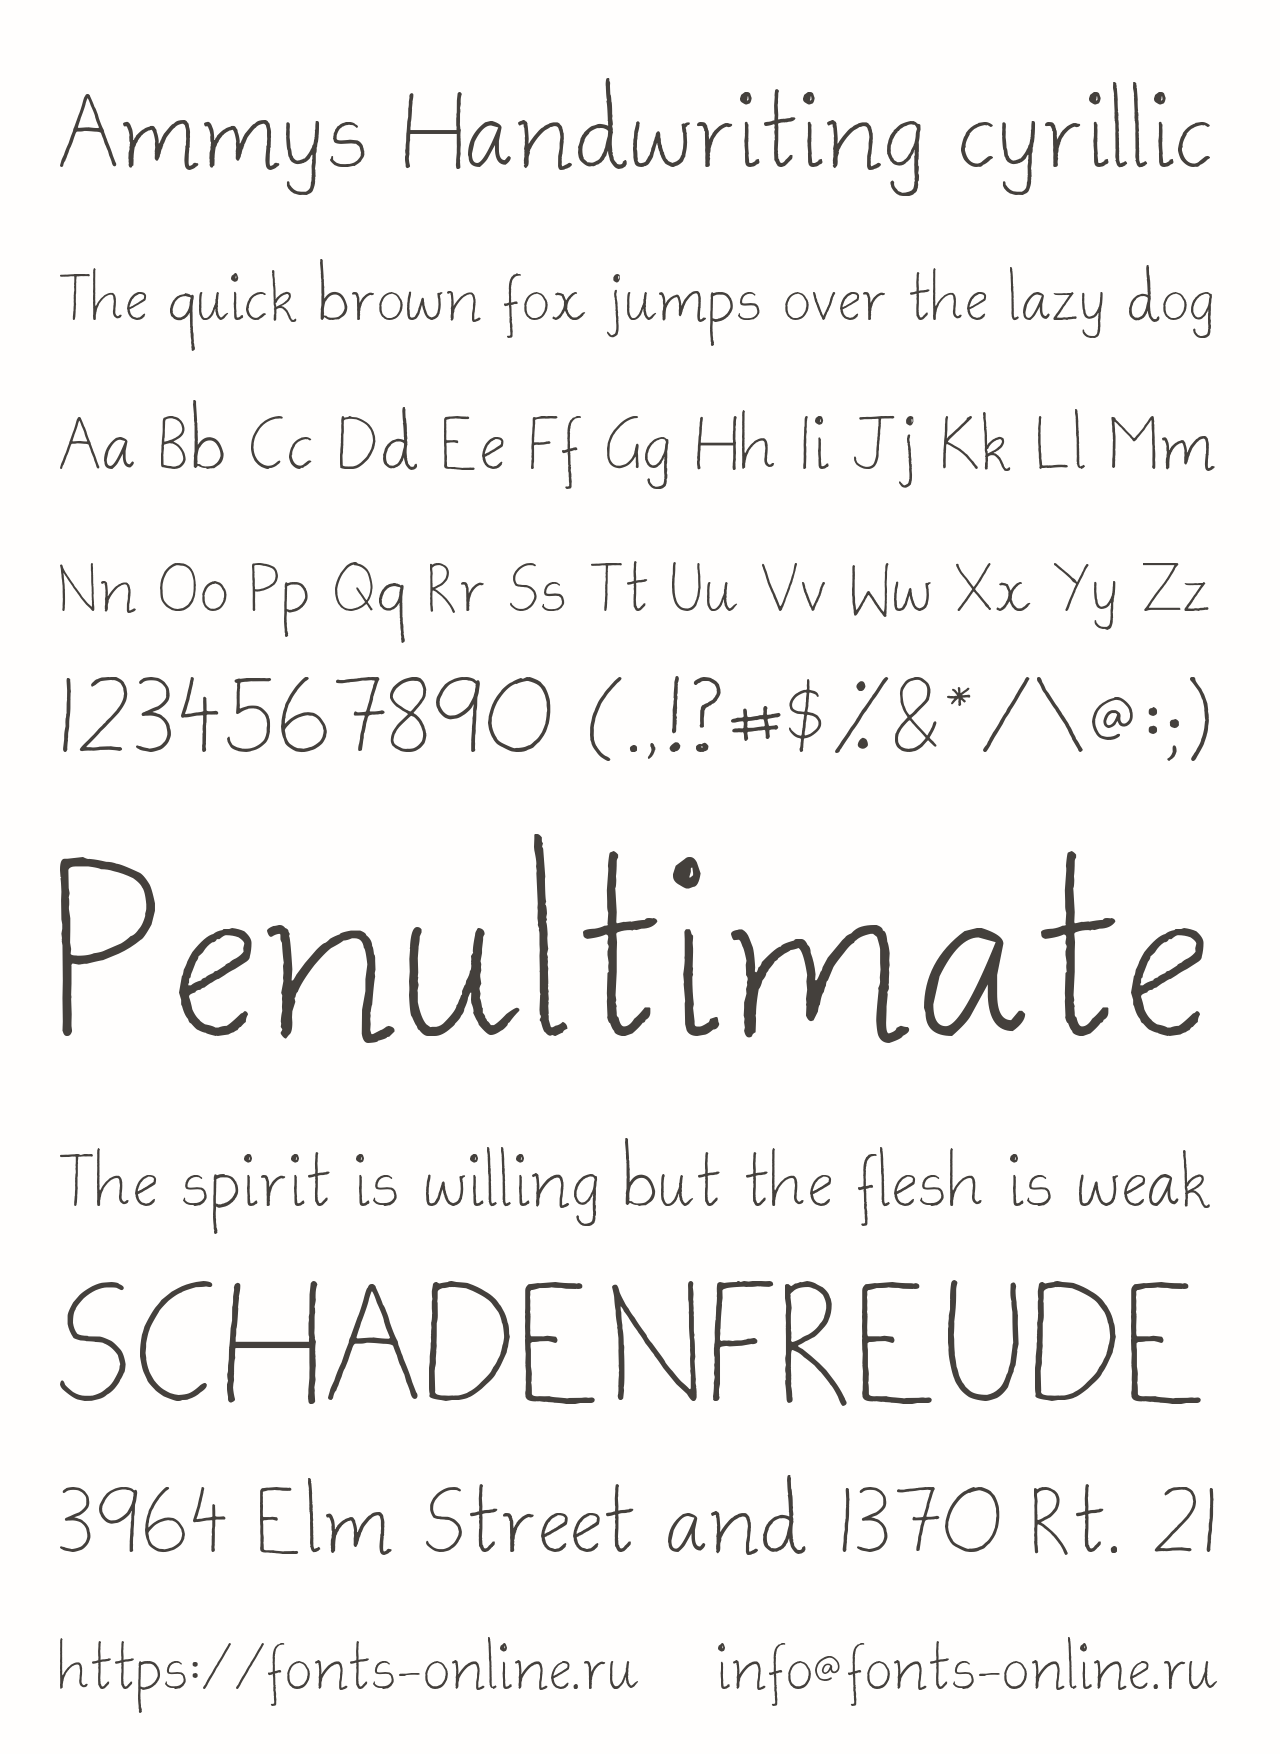 Ammys Handwriting cyrillic
The quick brown fox jumps over the lazy dog
Aa Bb Cc Dd Ee Ff Gg Hh Ii Jj Kk Ll Mm
Nn Oo Pp Qq Rr Ss Tt Uu Vv Ww Xx Yy Zz
1234567890 (.,!?#$%&*/\@:;)
Penultimate
The spirit is willing but the flesh is weak
SCHADENFREUDE
3964 Elm Street and 1370 Rt. 21
https://fonts-online.ru info@fonts-online.ru